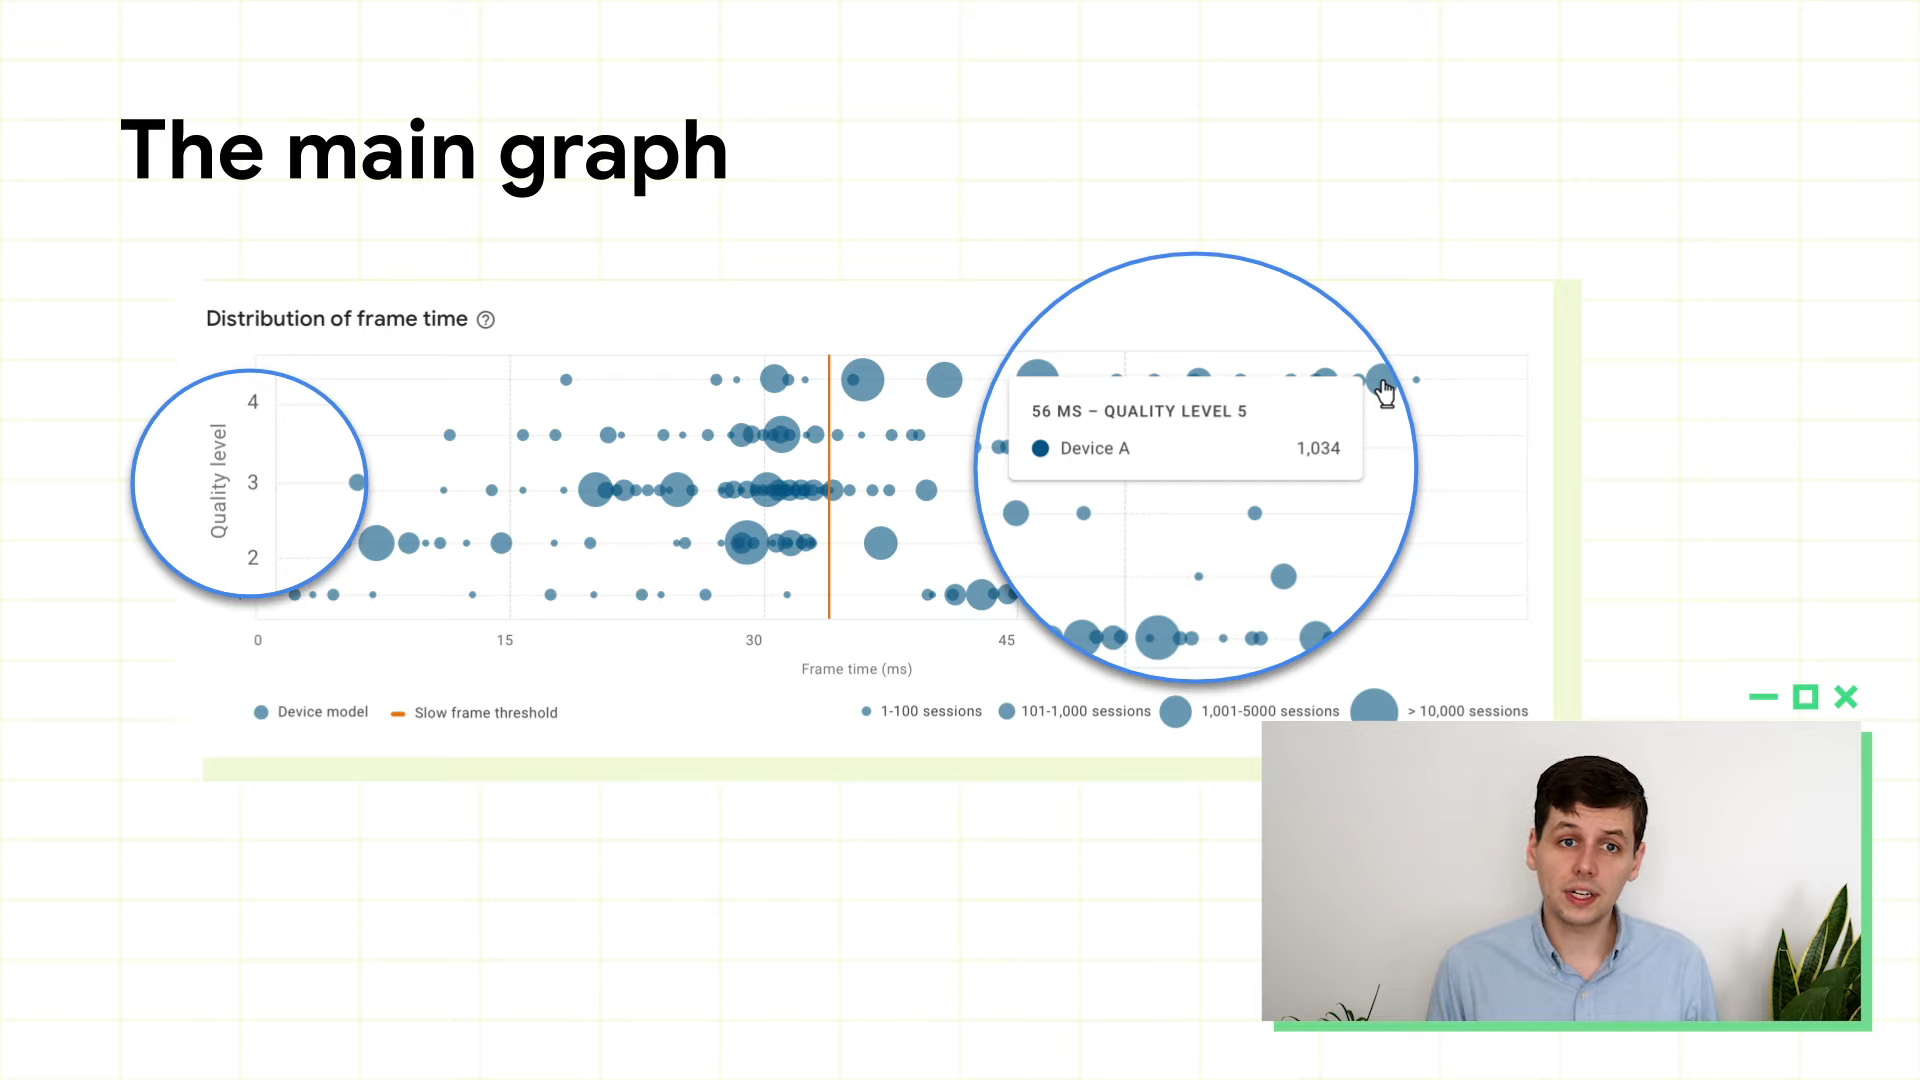 The main graph
Distribution of frame time
4
Quality level
3
2
56 MS – QUALITY LEVEL 5
Device A 1,034
0 15 30 45
Frame time (ms)
Device model Slow frame threshold 1-100 sessions 101-1,000 sessions 1,001-5000 sessions > 10,000 sessions